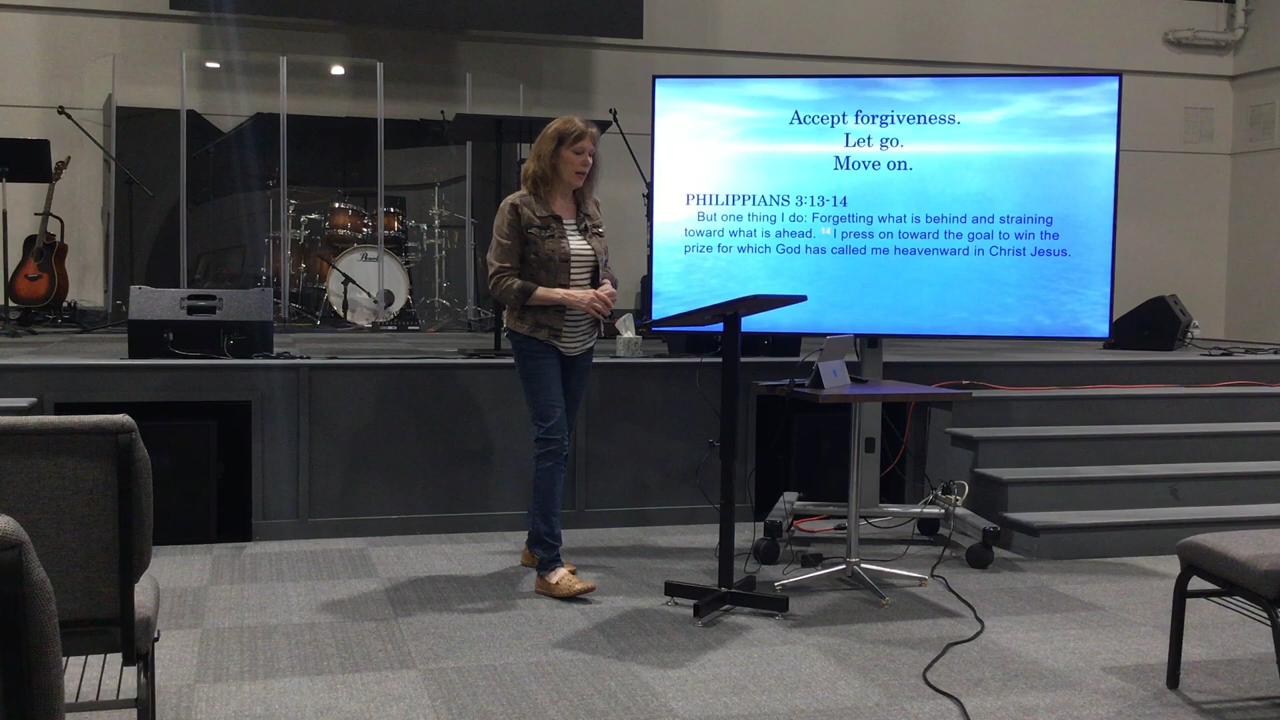 Accept forgiveness.
Let go.
Move on.
PHILIPPIANS 3:13-14
But one thing I do: Forgetting what is behind and straining
toward what is ahead. 14 I press on toward the goal to win the
prize for which God has called me heavenward in Christ Jesus.
Pearl